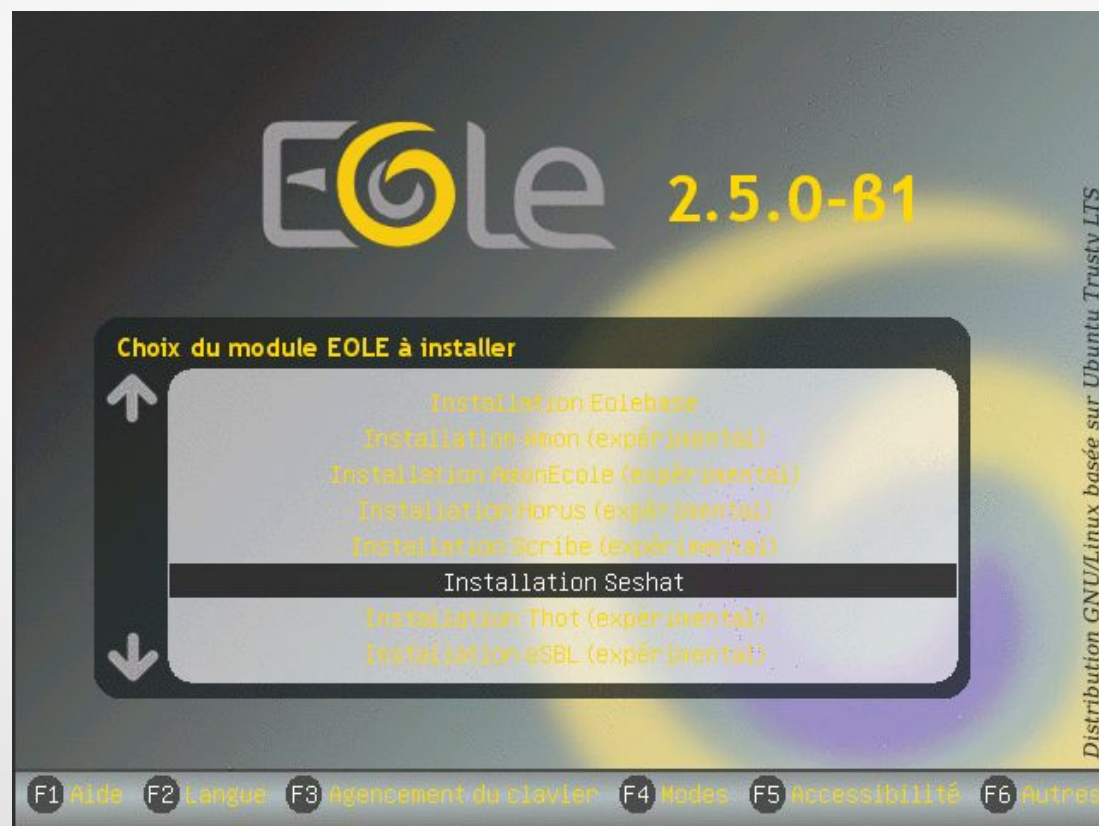 Eole 2.5.0-β1
Choix du module EOLE à installer
Installation Eolebase
Installation Amon (expérimental)
Installation AmonEcole (expérimental)
Installation Horus (expérimental)
Installation Scribe (expérimental)
Installation Seshat
Installation Thot (expérimental)
Installation eSBL (expérimental)
F1 Aide F2 Langue F3 Agencement du clavier F4 Modes F5 Accessibilité F6 Autres
Distribution GNU/Linux basée sur Ubuntu Trusty LTS